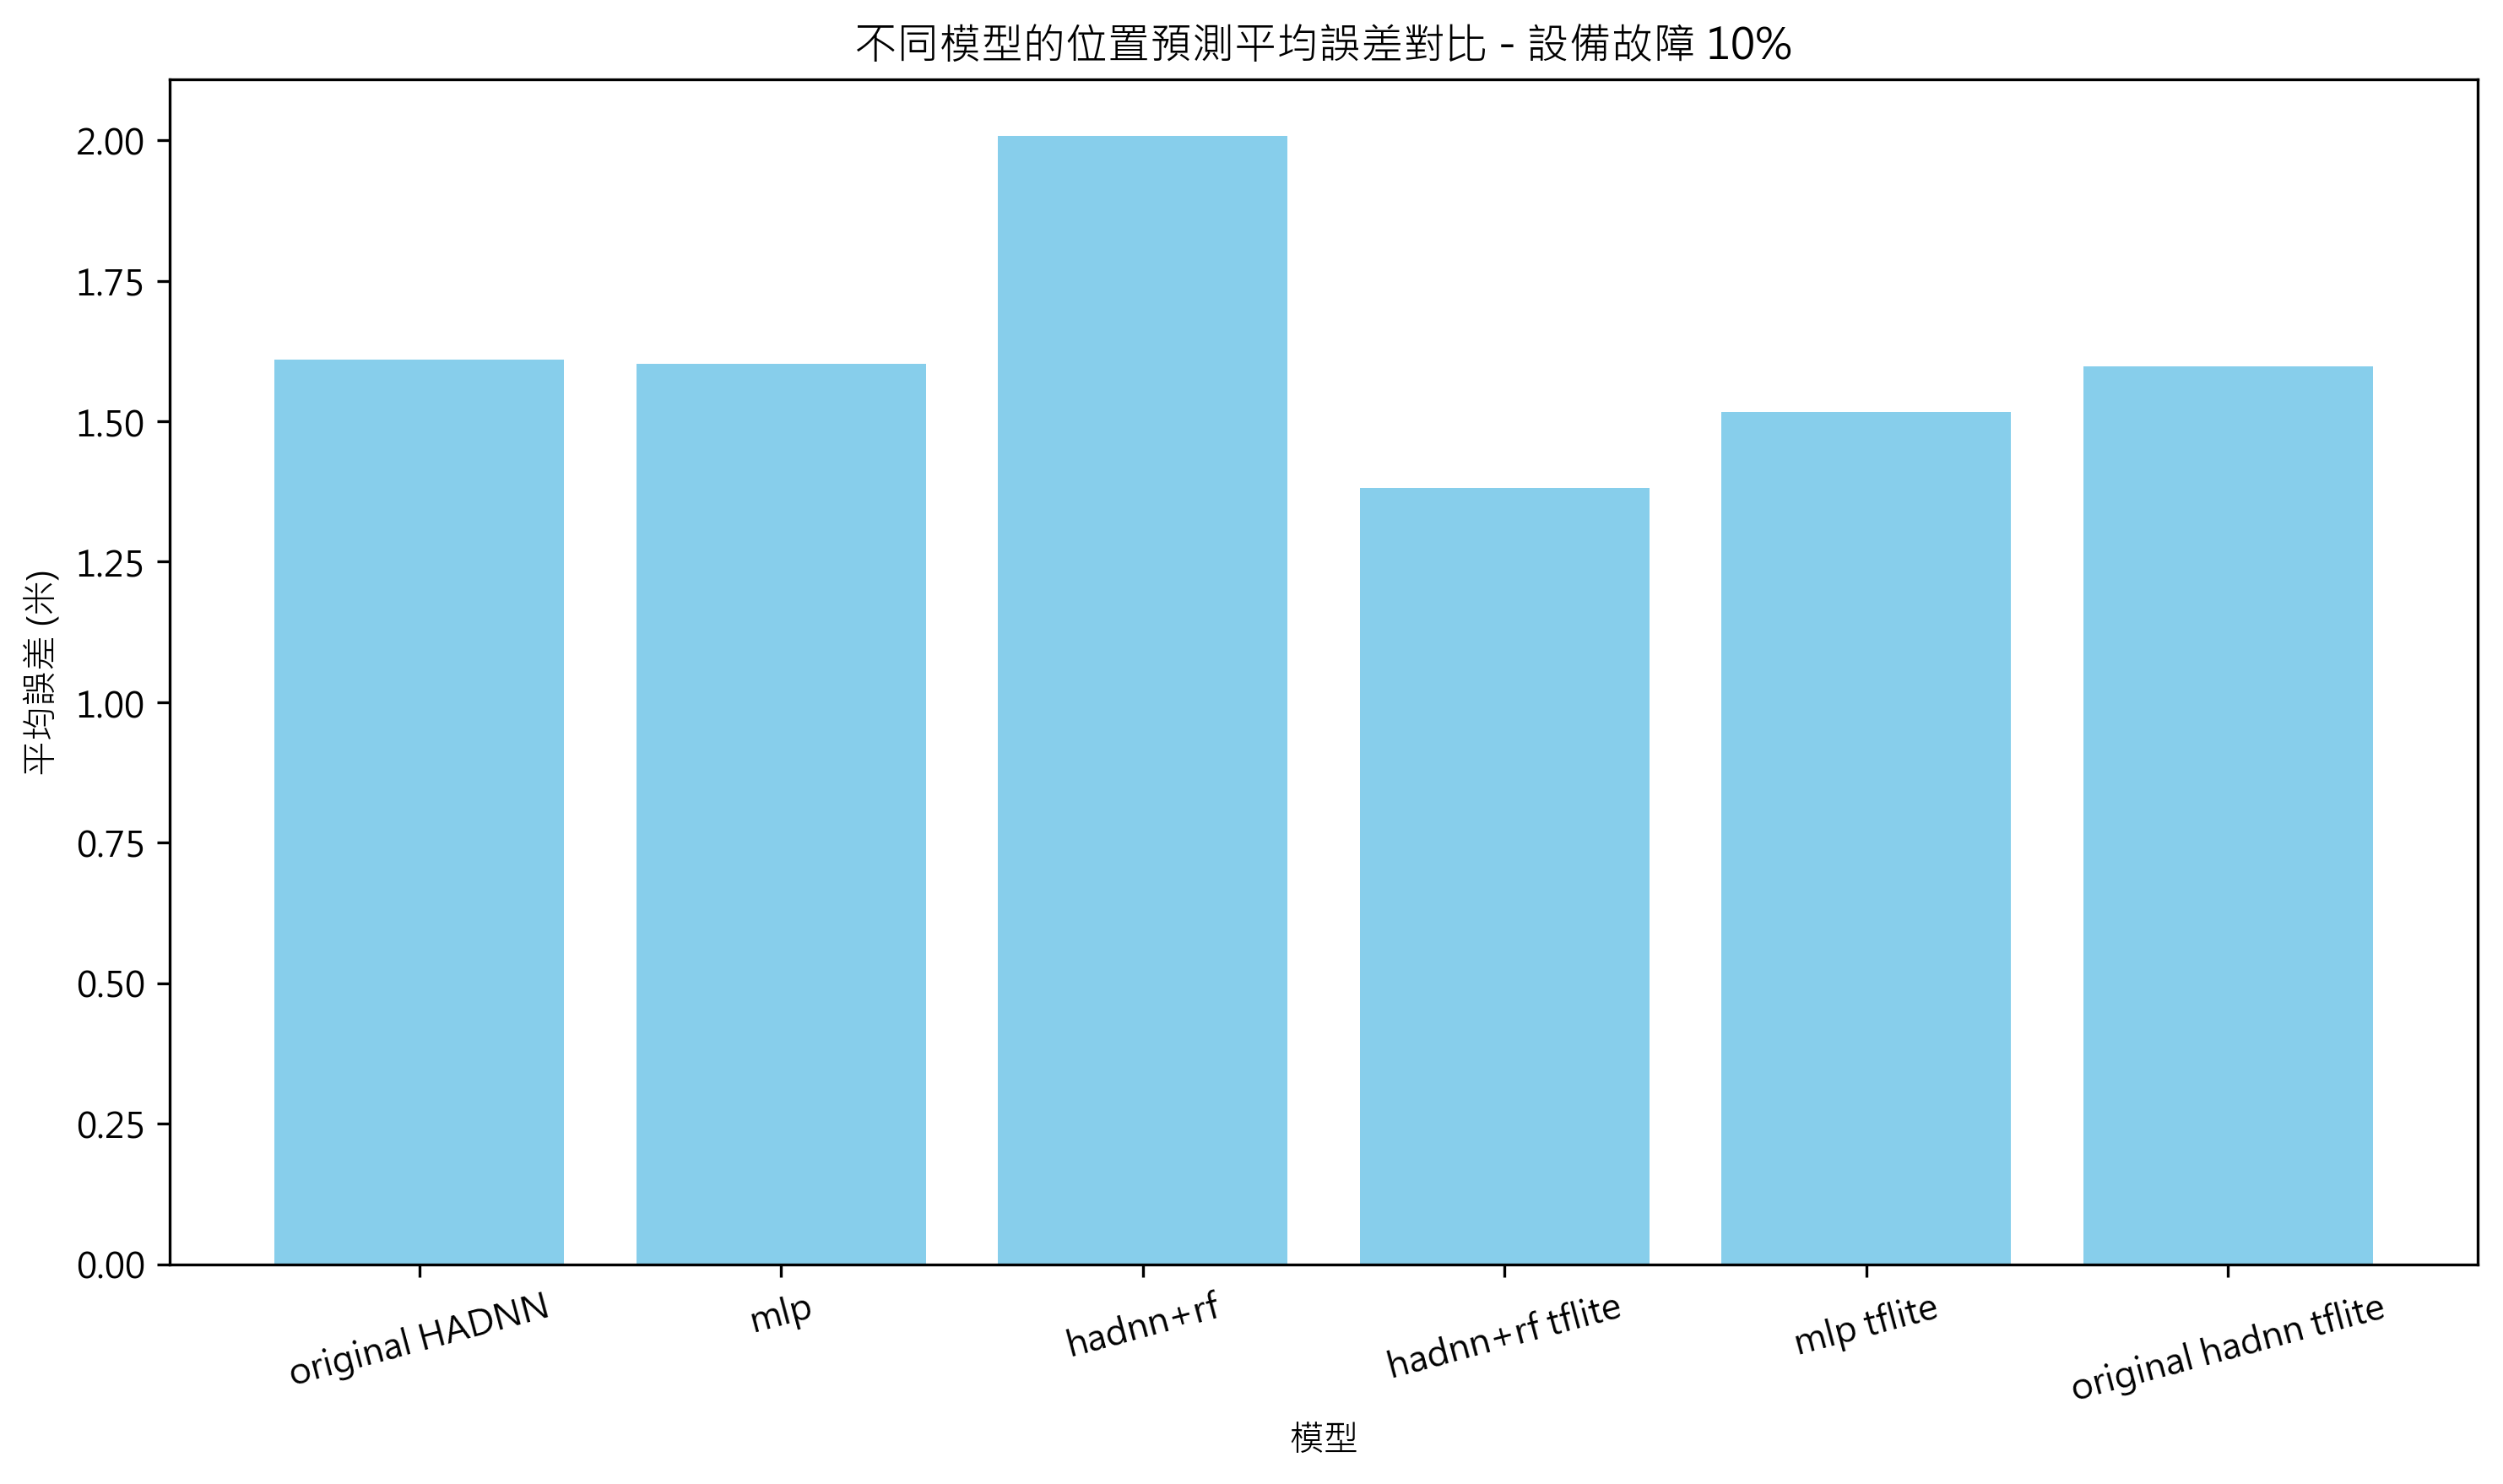 不同模型的位置預測平均誤差對比 - 設備故障 10%
平均誤差 (米)
2.00
1.75
1.50
1.25
1.00
0.75
0.50
0.25
0.00
original HADNN
mlp
hadnn+rf
hadnn+rf tflite
mlp tflite
original hadnn tflite
模型